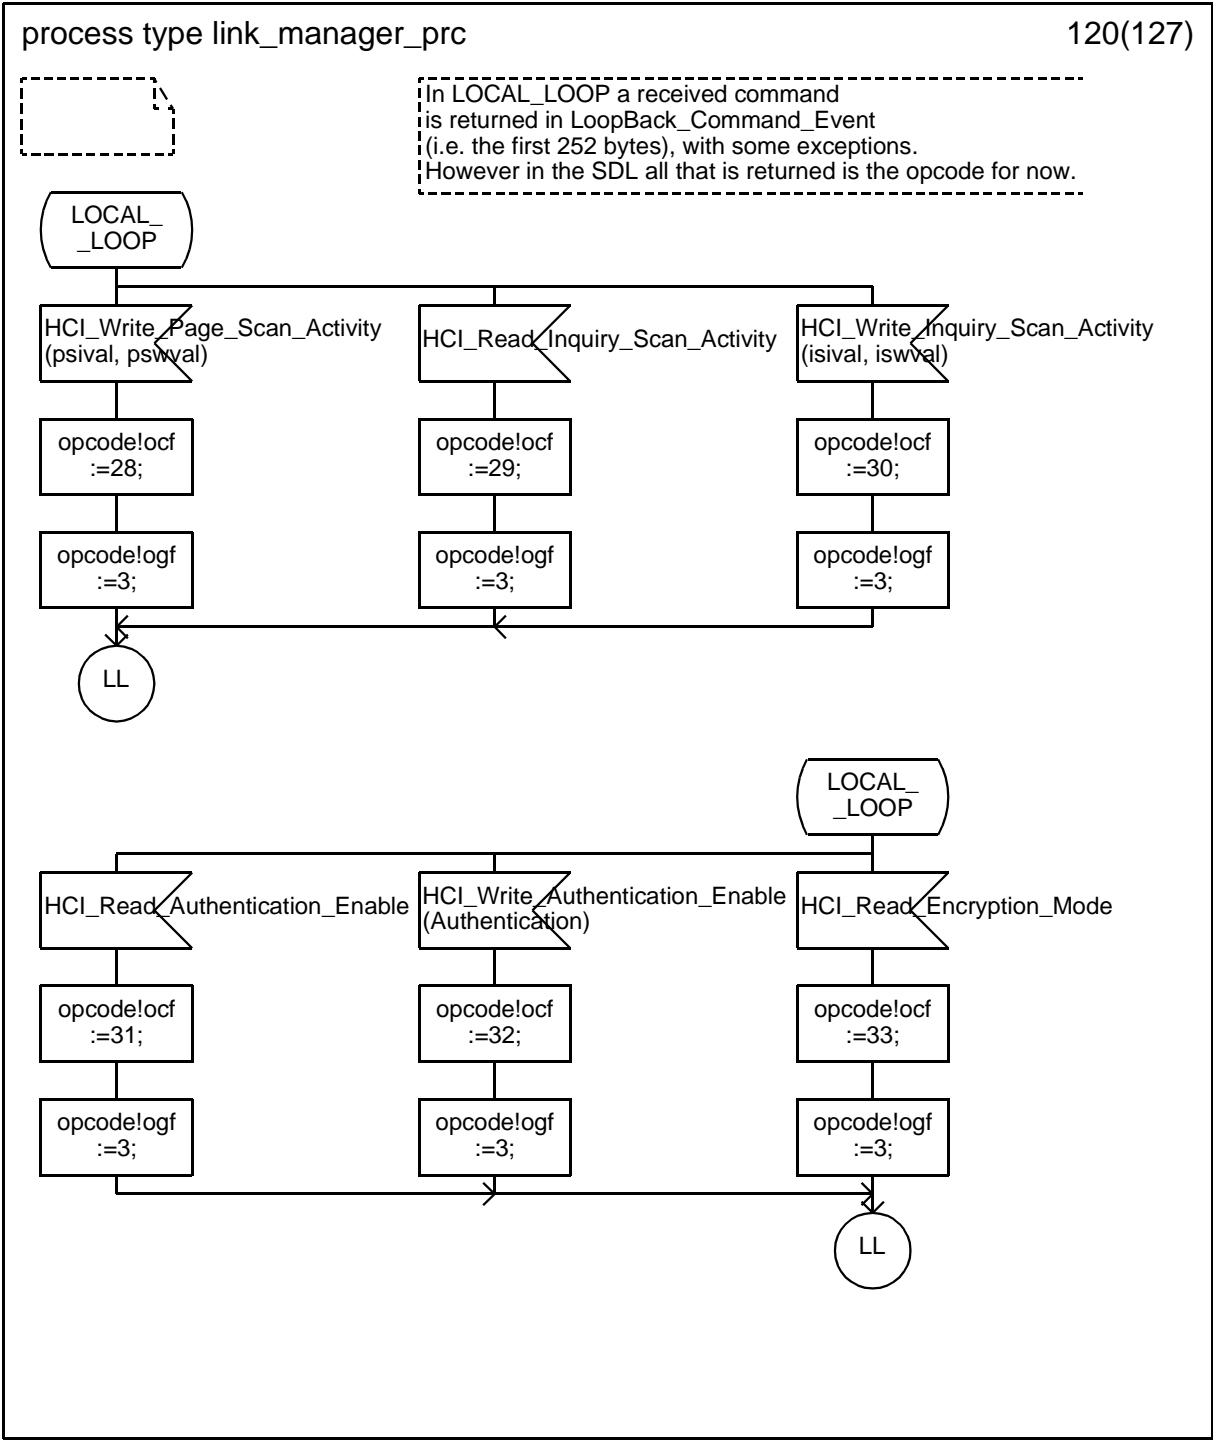 process type link_manager_prc
120(127)
In LOCAL_LOOP a received command
is returned in LoopBack_Command_Event
(i.e. the first 252 bytes), with some exceptions.
However in the SDL all that is returned is the opcode for now.
LOCAL_
_LOOP
HCI_Write_Page_Scan_Activity
(psival, pswval)
HCI_Read_Inquiry_Scan_Activity
HCI_Write_Inquiry_Scan_Activity
(isival, iswval)
opcode!ocf
:=28;
opcode!ocf
:=29;
opcode!ocf
:=30;
opcode!ogf
:=3;
opcode!ogf
:=3;
opcode!ogf
:=3;
LL
LOCAL_
_LOOP
HCI_Read_Authentication_Enable
HCI_Write_Authentication_Enable
(Authentication)
HCI_Read_Encryption_Mode
opcode!ocf
:=31;
opcode!ocf
:=32;
opcode!ocf
:=33;
opcode!ogf
:=3;
opcode!ogf
:=3;
opcode!ogf
:=3;
LL